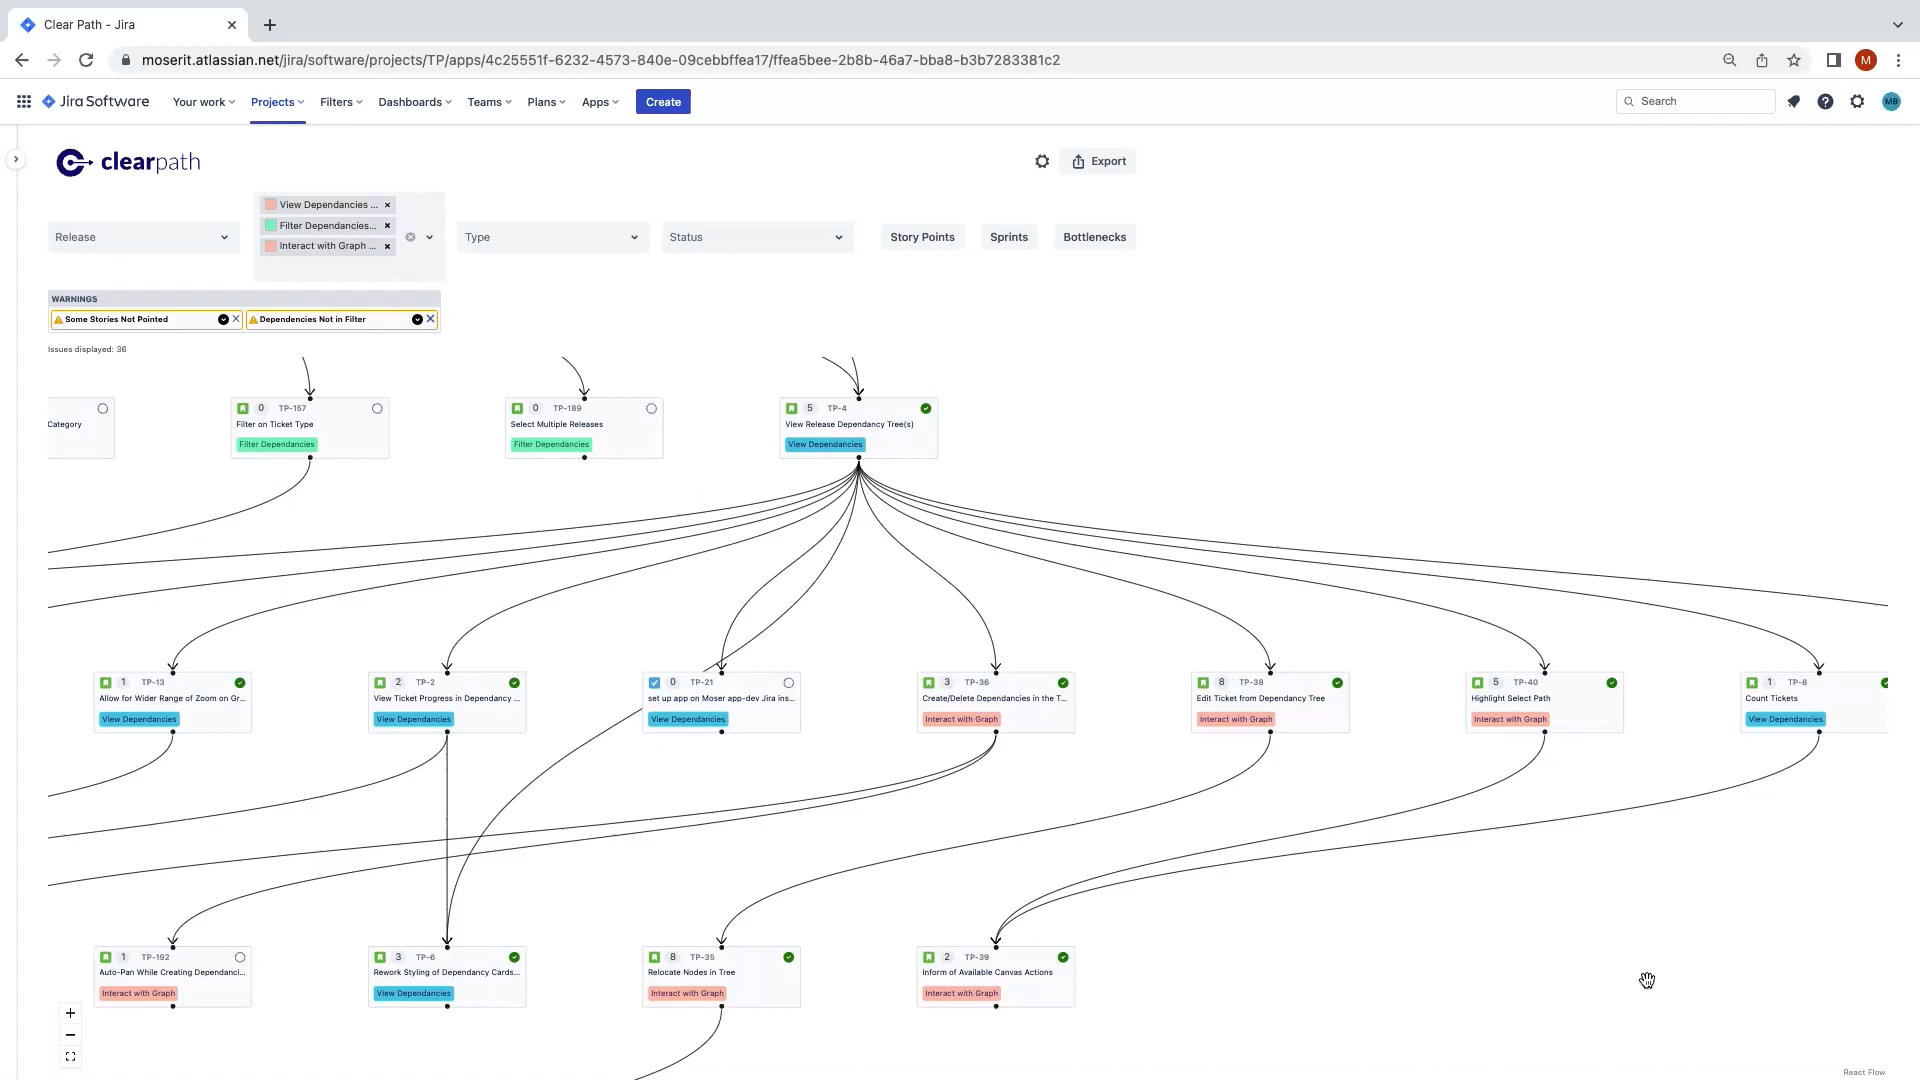 Clear Path - Jira
moserit.atlassian.net/jira/software/projects/TP/apps/4c25551f-6232-4573-840e-09cebbffea17/ffea5bee-2b8b-46a7-bba8-b3b7283381c2
M
Jira Software
Your work
Projects
Filters
Dashboards
Teams
Plans
Apps
Create
Search
MB
clearpath
Export
Release
View Dependancies ...
Filter Dependancies...
Interact with Graph ...
Type
Status
Story Points
Sprints
Bottlenecks
WARNINGS
Some Stories Not Pointed
Dependencies Not in Filter
Issues displayed: 36
Category
0 TP-157
Filter on Ticket Type
Filter Dependancies
0 TP-189
Select Multiple Releases
Filter Dependancies
5 TP-4
View Release Dependancy Tree(s)
View Dependancies
1 TP-13
Allow for Wider Range of Zoom on Gr...
View Dependancies
2 TP-2
View Ticket Progress in Dependancy ...
View Dependancies
0 TP-21
set up app on Moser app-dev Jira ins...
View Dependancies
3 TP-36
Create/Delete Dependencies in the T...
Interact with Graph
8 TP-38
Edit Ticket from Dependancy Tree
Interact with Graph
5 TP-40
Highlight Select Path
Interact with Graph
1 TP-8
Count Tickets
View Dependancies
1 TP-192
Auto-Pan While Creating Dependanci...
Interact with Graph
3 TP-6
Rework Styling of Dependancy Cards...
View Dependancies
8 TP-35
Relocate Nodes in Tree
Interact with Graph
2 TP-39
Inform of Available Canvas Actions
Interact with Graph
React Flow